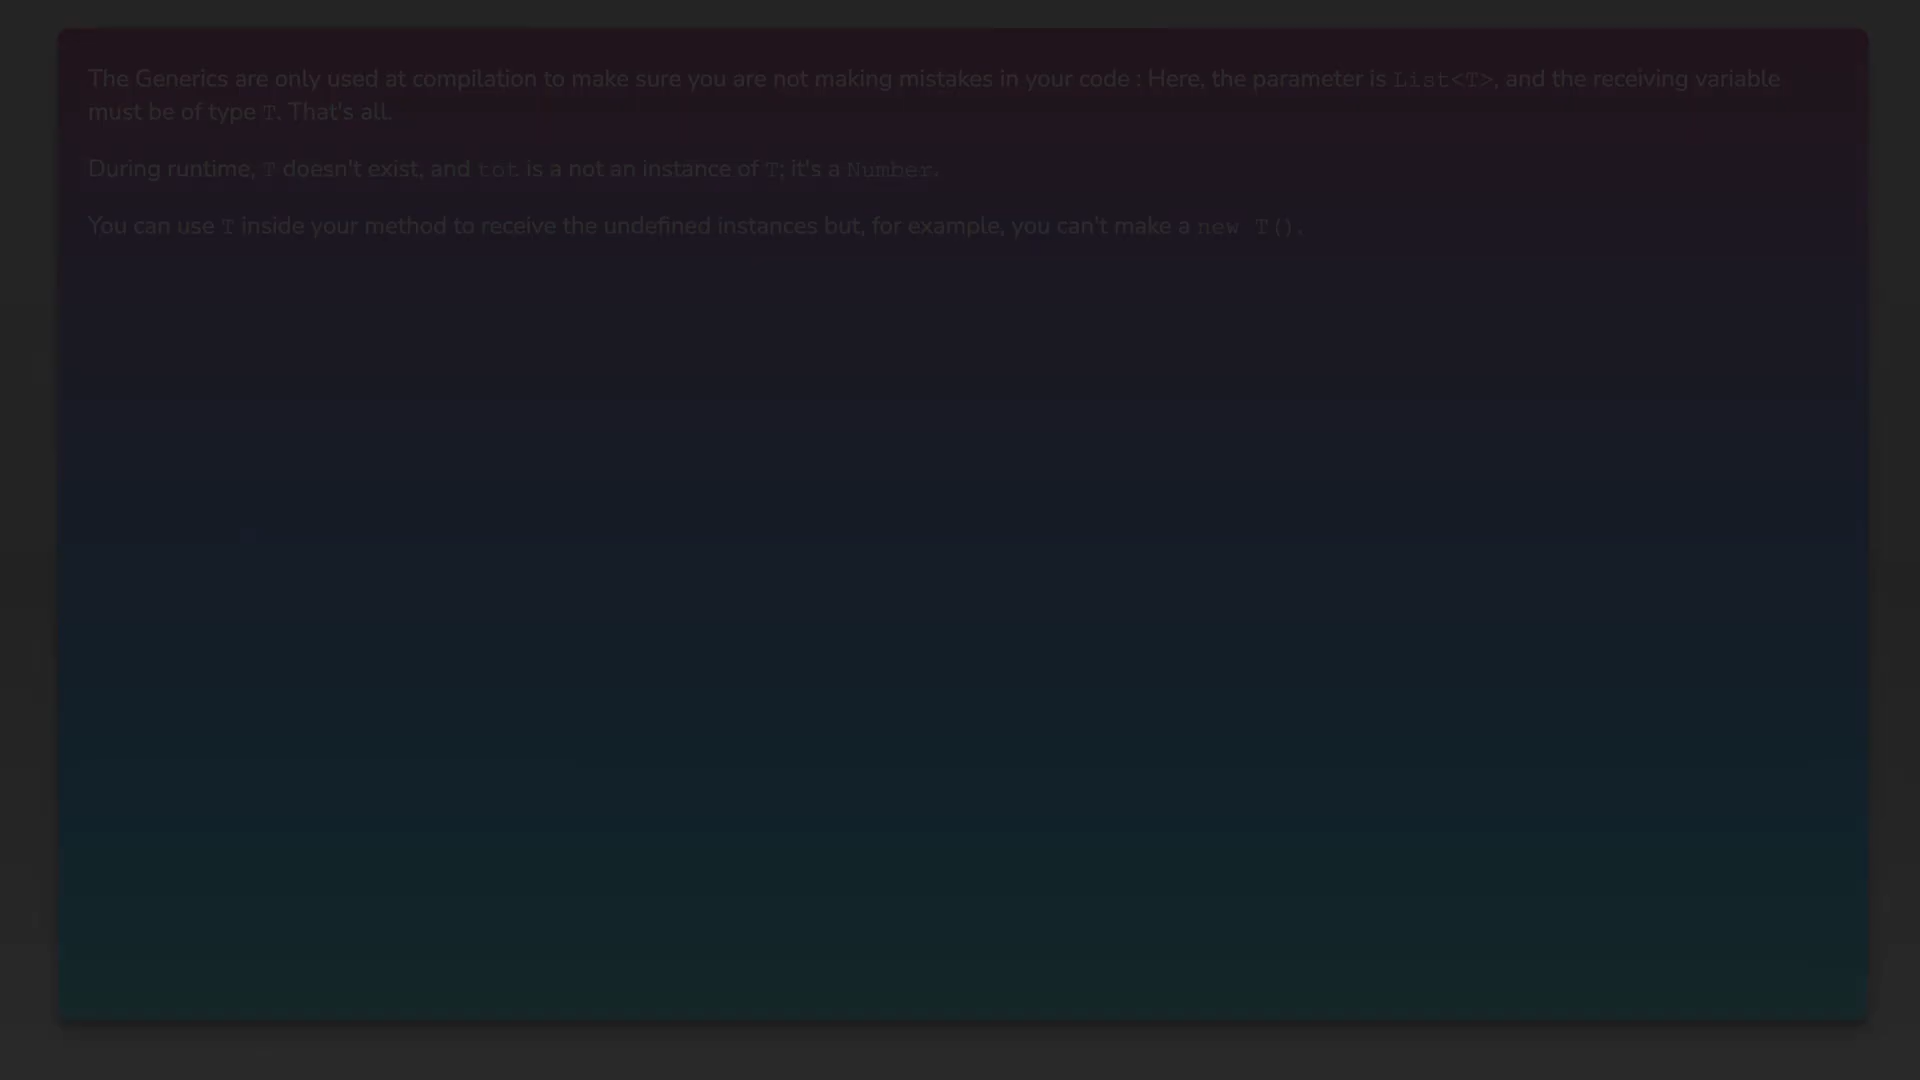 The Generics are only used at compilation to make sure you are not making mistakes in your code : Here, the parameter is List<T>, and the receiving variable
must be of type T. That's all.
During runtime, T doesn't exist, and tot is a not an instance of T; it's a Number.
You can use T inside your method to receive the undefined instances but, for example, you can't make a new T().